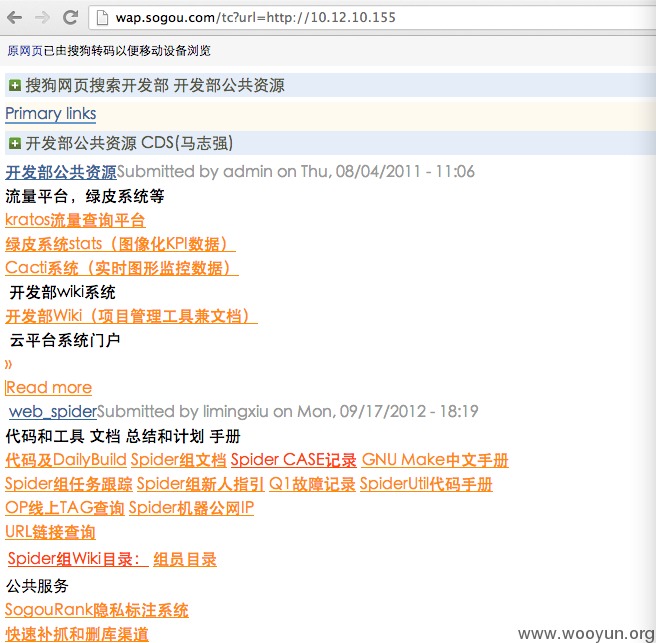 wap.sogou.com/tc?url=http://10.12.10.155
原网页已由搜狗转码以便移动设备浏览
搜狗网页搜索开发部 开发部公共资源
Primary links
开发部公共资源 CDS(马志强)
开发部公共资源Submitted by admin on Thu, 08/04/2011 - 11:06
流量平台，绿皮系统等
kratos流量查询平台
绿皮系统stats（图像化KPI数据）
Cacti系统（实时图形监控数据）
开发部wiki系统
开发部Wiki（项目管理工具兼文档）
云平台系统门户
»
Read more
web_spiderSubmitted by limingxiu on Mon, 09/17/2012 - 18:19
代码和工具 文档 总结和计划 手册
代码及DailyBuild Spider组文档 Spider CASE记录 GNU Make中文手册
Spider组任务跟踪 Spider组新人指引 Q1故障记录 SpiderUtil代码手册
OP线上TAG查询 Spider机器公网IP
URL链接查询
Spider组Wiki目录： 组员目录
公共服务
SogouRank隐私标注系统
快速补抓和删库渠道
www.wooyun.org